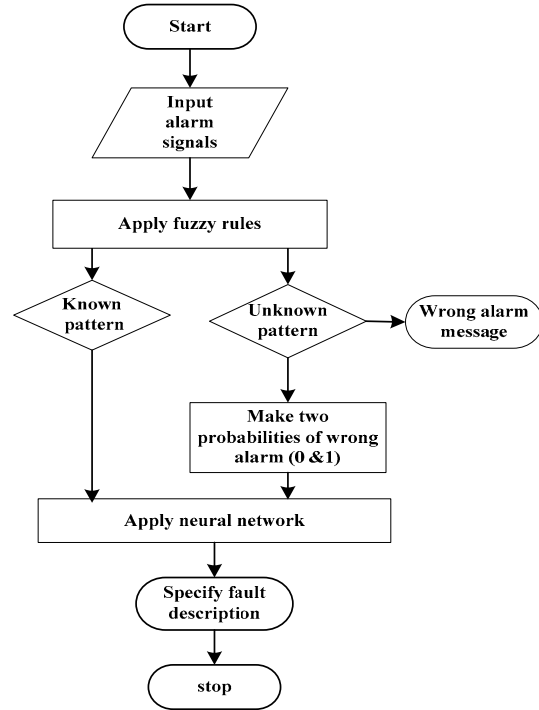 Start
Input
alarm
signals
Apply fuzzy rules
Known
pattern
Unknown
pattern
Wrong alarm
message
Make two
probabilities of wrong
alarm (0 &1)
Apply neural network
Specify fault
description
stop